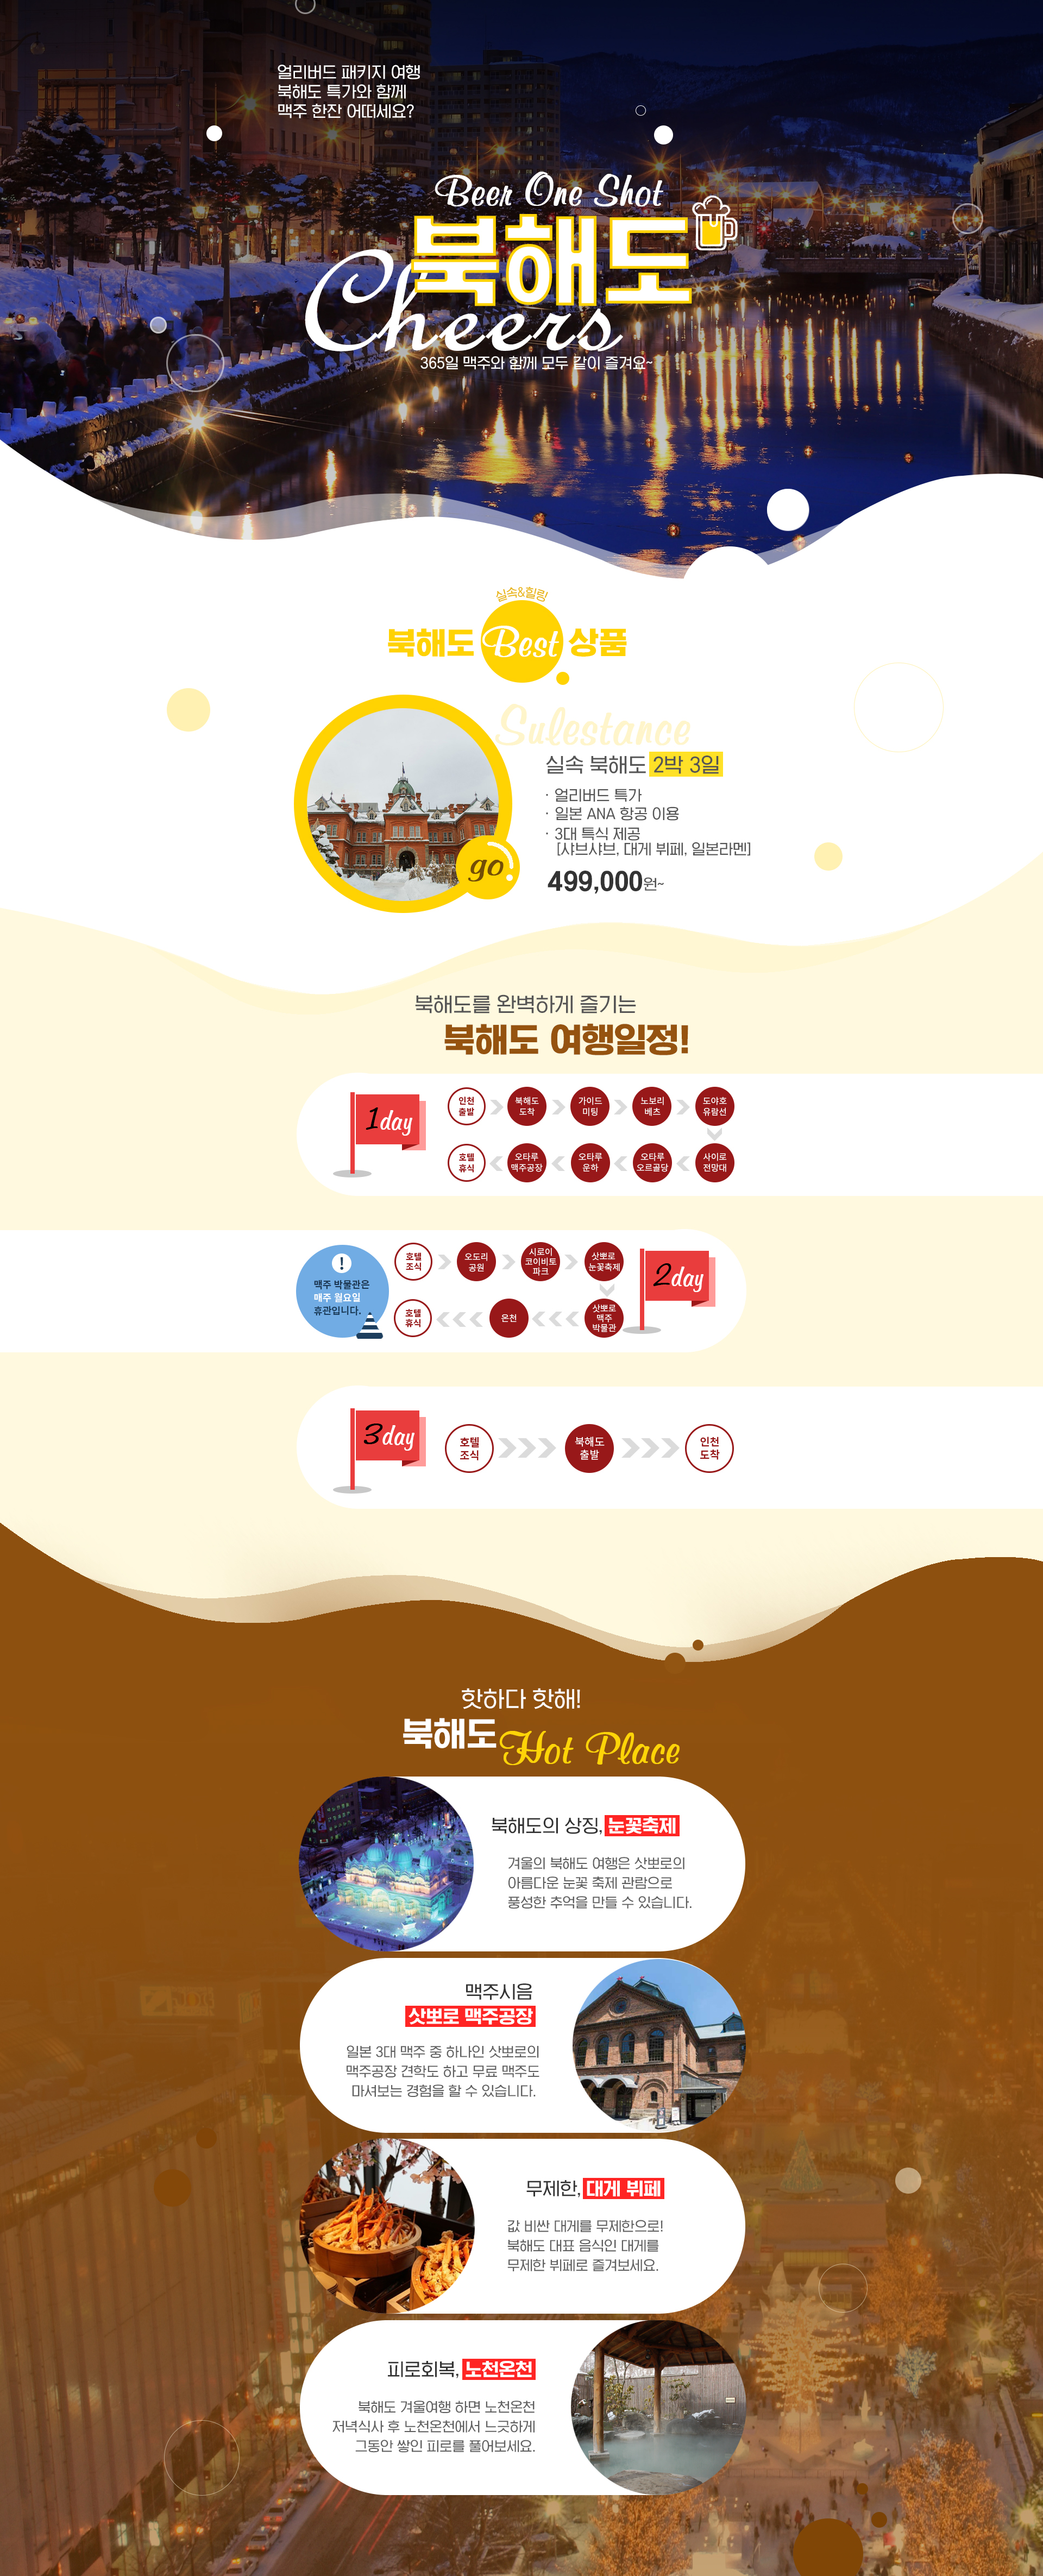 얼리버드 패키지 여행
북해도 특가와 함께
맥주 한잔 어떠세요?
Beer One Shot
북해도
Cheers
365일 맥주와 함께 모두 같이 즐겨요~
실속&힐링
북해도 Best 상품
Sulestance
실속 북해도 2박 3일
· 얼리버드 특가
· 일본 ANA 항공 이용
· 3대 특식 제공
[샤브샤브, 대게 뷔페, 일본라멘]
499,000원~
go
북해도를 완벽하게 즐기는
북해도 여행일정!
1day
인천
출발
북해도
도착
가이드
미팅
노보리
베츠
도야호
유람선
사이로
전망대
오타루
오르골당
오타루
운하
오타루
맥주공장
호텔
휴식
2day
호텔
조식
오도리
공원
시로이
코이비토
파크
삿뽀로
눈꽃축제
삿뽀로
맥주
박물관
온천
호텔
휴식
!
맥주 박물관은
매주 월요일
휴관입니다.
3day
호텔
조식
북해도
출발
인천
도착
핫하다 핫해!
북해도 Hot Place
북해도의 상징, 눈꽃축제
겨울의 북해도 여행은 삿뽀로의
아름다운 눈꽃 축제 관람으로
풍성한 추억을 만들 수 있습니다.
맥주시음
삿뽀로 맥주공장
일본 3대 맥주 중 하나인 삿뽀로의
맥주공장 견학도 하고 무료 맥주도
마셔보는 경험을 할 수 있습니다.
무제한, 대게 뷔페
값 비싼 대게를 무제한으로!
북해도 대표 음식인 대게를
무제한 뷔페로 즐겨보세요.
피로회복, 노천온천
북해도 겨울여행 하면 노천온천
저녁식사 후 노천온천에서 느긋하게
그동안 쌓인 피로를 풀어보세요.